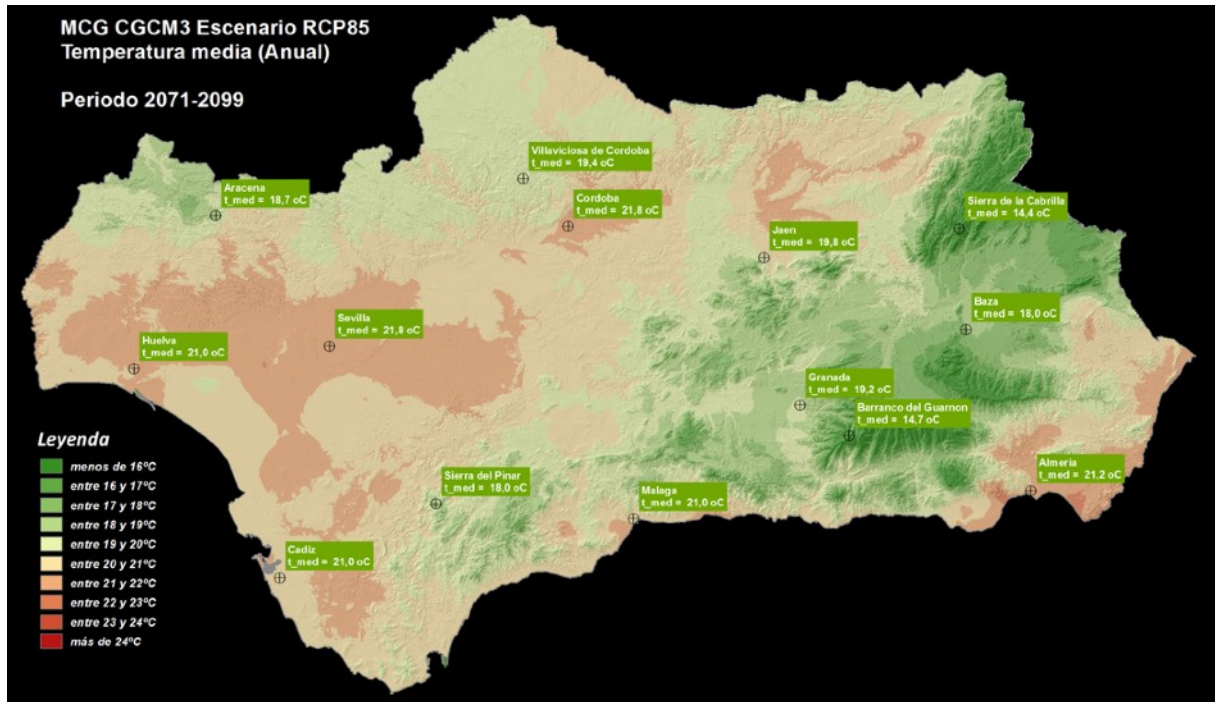 MCG CGCM3 Escenario RCP85
Temperatura media (Anual)
Periodo 2071-2099
Villaviciosa de Cordoba
t_med = 19,4 oC
Aracena
t_med = 18,7 oC
Cordoba
t_med = 21,8 oC
Sierra de la Cabrilla
t_med = 14,4 oC
Jaen
t_med = 19,8 oC
Baza
t_med = 18,0 oC
Sevilla
t_med = 21,8 oC
Huelva
t_med = 21,0 oC
Granada
t_med = 19,2 oC
Barranco del Guarnon
t_med = 14,7 oC
Almeria
t_med = 21,2 oC
Sierra del Pinar
t_med = 18,0 oC
Malaga
t_med = 21,0 oC
Cadiz
t_med = 21,0 oC
Leyenda
menos de 16ºC
entre 16 y 17ºC
entre 17 y 18ºC
entre 18 y 19ºC
entre 19 y 20ºC
entre 20 y 21ºC
entre 21 y 22ºC
entre 22 y 23ºC
entre 23 y 24ºC
más de 24ºC